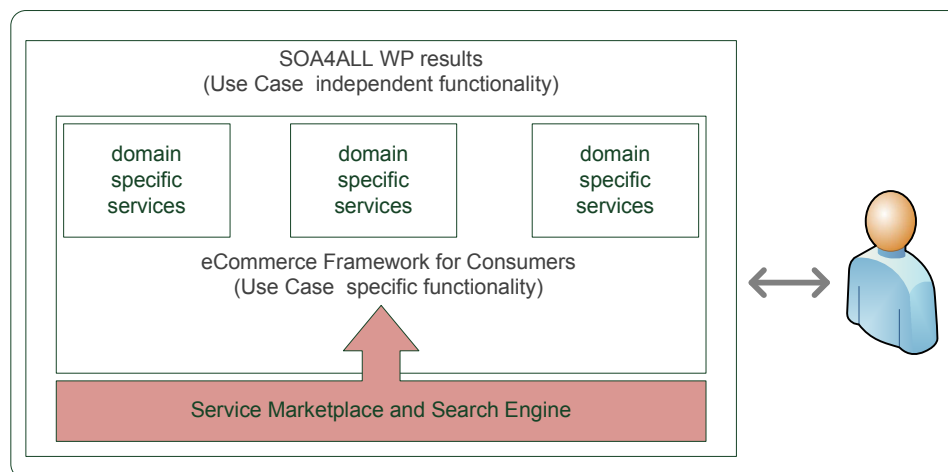 SOA4ALL WP results
(Use Case independent functionality)
domain
specific
services
domain
specific
services
domain
specific
services
eCommerce Framework for Consumers
(Use Case specific functionality)
Service Marketplace and Search Engine